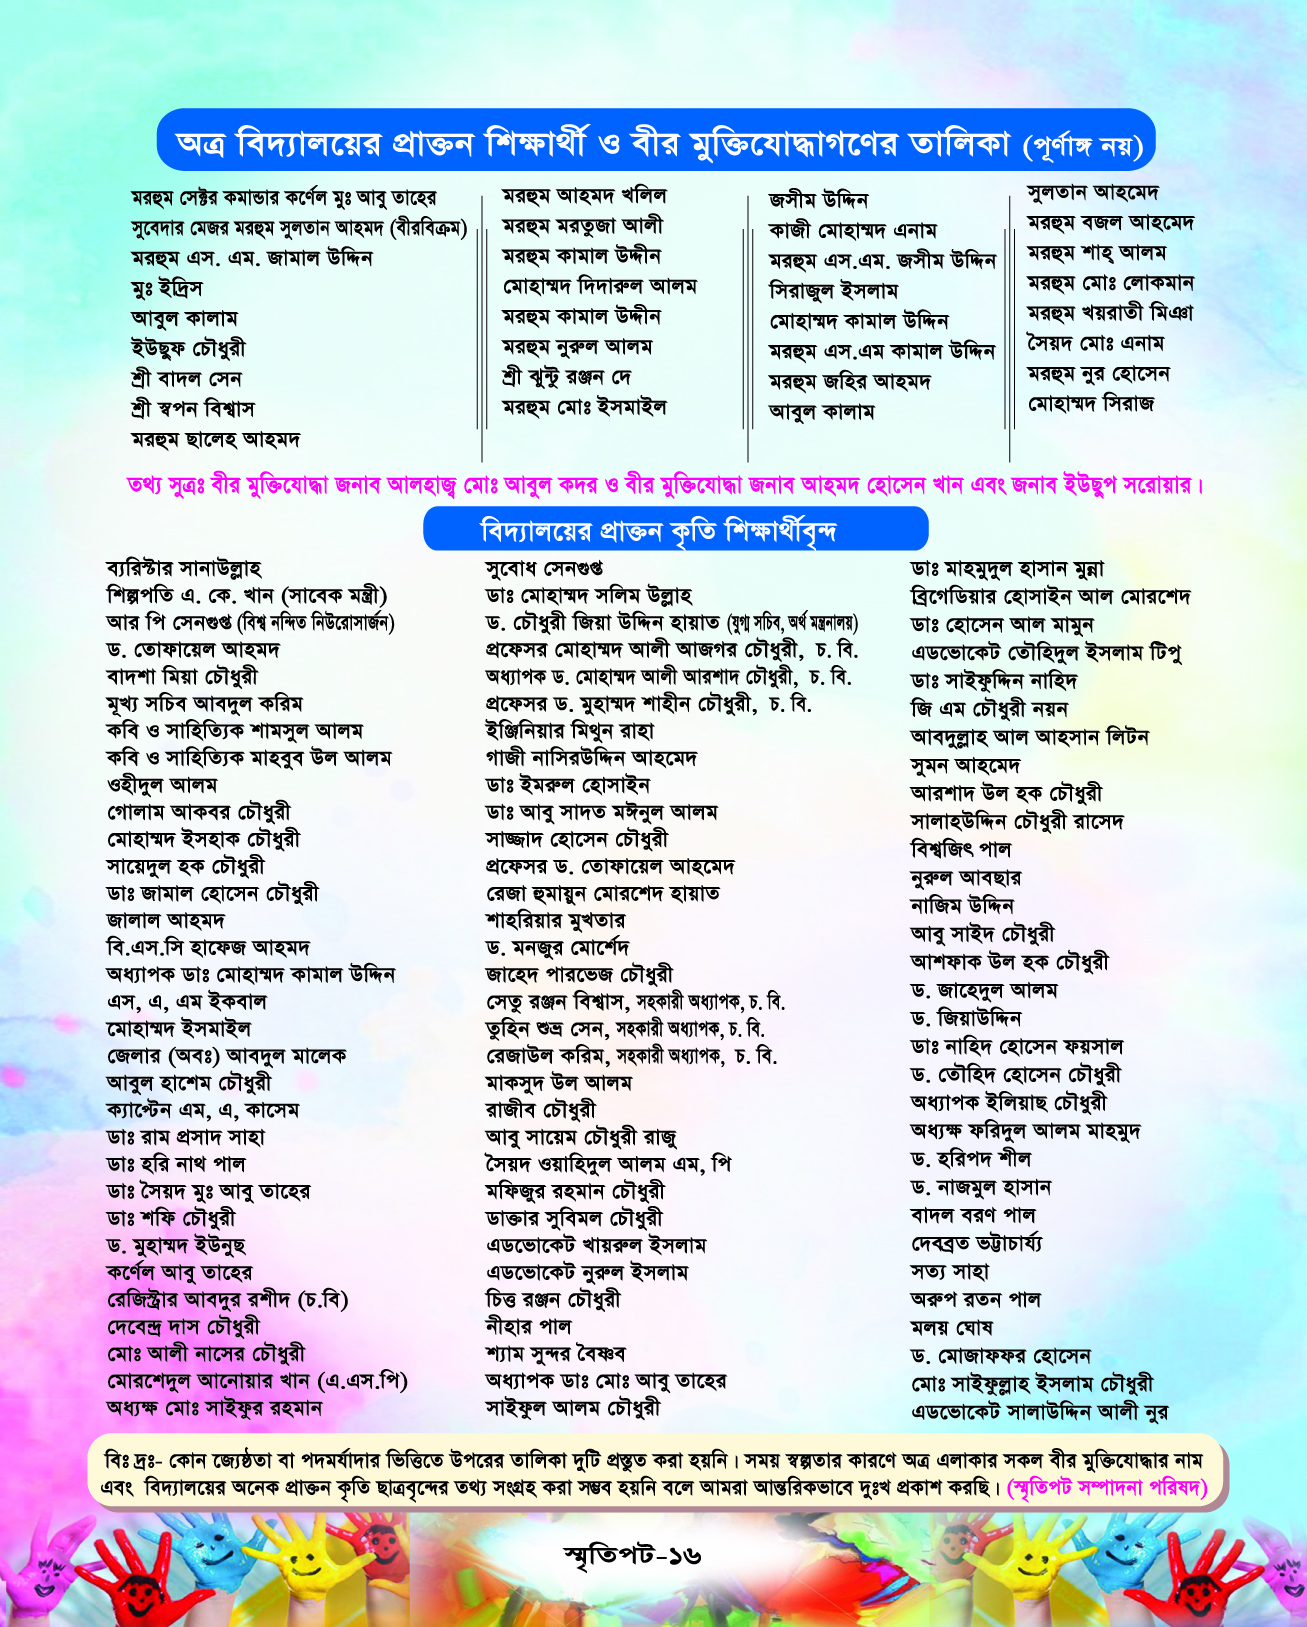 অত্র বিদ্যালয়ের প্রাক্তন শিক্ষার্থী ও বীর মুক্তিযোদ্ধাগণের তালিকা (পূর্ণাঙ্গ নয়)
মরহুম সেক্টর কমান্ডার কর্ণেল মুঃ আবু তাহের
সুবেদার মেজর মরহুম সুলতান আহমদ (বীরবিক্রম)
মরহুম এস. এম. জামাল উদ্দিন
মুঃ ইদ্রিস
আবুল কালাম
ইউছুফ চৌধুরী
শ্রী বাদল সেন
শ্রী স্বপন বিশ্বাস
মরহুম ছালেহ আহমদ
মরহুম আহমদ খলিল
মরহুম মরতুজা আলী
মরহুম কামাল উদ্দীন
মোহাম্মদ দিদারুল আলম
মরহুম কামাল উদ্দীন
মরহুম নুরুল আলম
শ্রী ঝুন্টু রঞ্জন দে
মরহুম মোঃ ইসমাইল
জসীম উদ্দিন
কাজী মোহাম্মদ এনাম
মরহুম এস.এম. জসীম উদ্দিন
সিরাজুল ইসলাম
মোহাম্মদ কামাল উদ্দিন
মরহুম এস.এম কামাল উদ্দিন
মরহুম জহির আহমদ
আবুল কালাম
সুলতান আহমেদ
মরহুম বজল আহমেদ
মরহুম শাহ্ আলম
মরহুম মোঃ লোকমান
মরহুম খয়রাতী মিঞা
সৈয়দ মোঃ এনাম
মরহুম নুর হোসেন
মোহাম্মদ সিরাজ
তথ্য সুত্রঃ বীর মুক্তিযোদ্ধা জনাব আলহাজ্ব মোঃ আবুল কদর ও বীর মুক্তিযোদ্ধা জনাব আহমদ হোসেন খান এবং জনাব ইউছুপ সরোয়ার।
বিদ্যালয়ের প্রাক্তন কৃতি শিক্ষার্থীবৃন্দ
ব্যরিস্টার সানাউল্লাহ
শিল্পপতি এ. কে. খান (সাবেক মন্ত্রী)
আর পি সেনগুপ্ত (বিশ্ব নন্দিত নিউরোসার্জন)
ড. তোফায়েল আহমদ
বাদশা মিয়া চৌধুরী
মূখ্য সচিব আবদুল করিম
কবি ও সাহিত্যিক শামসুল আলম
কবি ও সাহিত্যিক মাহবুব উল আলম
ওহীদুল আলম
গোলাম আকবর চৌধুরী
মোহাম্মদ ইসহাক চৌধুরী
সায়েদুল হক চৌধুরী
ডাঃ জামাল হোসেন চৌধুরী
জালাল আহমদ
বি.এস.সি হাফেজ আহমদ
অধ্যাপক ডাঃ মোহাম্মদ কামাল উদ্দিন
এস, এ, এম ইকবাল
মোহাম্মদ ইসমাইল
জেলার (অবঃ) আবদুল মালেক
আবুল হাশেম চৌধুরী
ক্যাপ্টেন এম, এ, কাসেম
ডাঃ রাম প্রসাদ সাহা
ডাঃ হরি নাথ পাল
ডাঃ সৈয়দ মুঃ আবু তাহের
ডাঃ শফি চৌধুরী
ড. মুহাম্মদ ইউনুছ
কর্ণেল আবু তাহের
রেজিস্ট্রার আবদুর রশীদ (চ.বি)
দেবেন্দ্র দাস চৌধুরী
মোঃ আলী নাসের চৌধুরী
মোরশেদুল আনোয়ার খান (এ.এস.পি)
অধ্যক্ষ মোঃ সাইফুর রহমান
সুবোধ সেনগুপ্ত
ডাঃ মোহাম্মদ সলিম উল্লাহ
ড. চৌধুরী জিয়া উদ্দিন হায়াত (যুগ্ম সচিব, অর্থ মন্ত্রনালয়)
প্রফেসর মোহাম্মদ আলী আজগর চৌধুরী, চ. বি.
অধ্যাপক ড. মোহাম্মদ আলী আরশাদ চৌধুরী, চ. বি.
প্রফেসর ড. মুহাম্মদ শাহীন চৌধুরী, চ. বি.
ইঞ্জিনিয়ার মিথুন রাহা
গাজী নাসিরউদ্দিন আহমেদ
ডাঃ ইমরুল হোসাইন
ডাঃ আবু সাদত মঈনুল আলম
সাজ্জাদ হোসেন চৌধুরী
প্রফেসর ড. তোফায়েল আহমেদ
রেজা হুমায়ুন মোরশেদ হায়াত
শাহরিয়ার মুখতার
ড. মনজুর মোর্শেদ
জাহেদ পারভেজ চৌধুরী
সেতু রঞ্জন বিশ্বাস, সহকারী অধ্যাপক, চ. বি.
তুহিন শুভ্র সেন, সহকারী অধ্যাপক, চ. বি.
রেজাউল করিম, সহকারী অধ্যাপক, চ. বি.
মাকসুদ উল আলম
রাজীব চৌধুরী
আবু সায়েম চৌধুরী রাজু
সৈয়দ ওয়াহিদুল আলম এম, পি
মফিজুর রহমান চৌধুরী
ডাক্তার সুবিমল চৌধুরী
এডভোকেট খায়রুল ইসলাম
এডভোকেট নুরুল ইসলাম
চিত্ত রঞ্জন চৌধুরী
নীহার পাল
শ্যাম সুন্দর বৈষ্ণব
অধ্যাপক ডাঃ মোঃ আবু তাহের
সাইফুল আলম চৌধুরী
ডাঃ মাহমুদুল হাসান মুন্না
ব্রিগেডিয়ার হোসাইন আল মোরশেদ
ডাঃ হোসেন আল মামুন
এডভোকেট তৌহিদুল ইসলাম টিপু
ডাঃ সাইফুদ্দিন নাহিদ
জি এম চৌধুরী নয়ন
আবদুল্লাহ আল আহসান লিটন
সুমন আহমেদ
আরশাদ উল হক চৌধুরী
সালাহউদ্দিন চৌধুরী রাসেদ
বিশ্বজিৎ পাল
নুরুল আবছার
নাজিম উদ্দিন
আবু সাইদ চৌধুরী
আশফাক উল হক চৌধুরী
ড. জাহেদুল আলম
ড. জিয়াউদ্দিন
ডাঃ নাহিদ হোসেন ফয়সাল
ড. তৌহিদ হোসেন চৌধুরী
অধ্যাপক ইলিয়াছ চৌধুরী
অধ্যক্ষ ফরিদুল আলম মাহমুদ
ড. হরিপদ শীল
ড. নাজমুল হাসান
বাদল বরণ পাল
দেবব্রত ভট্টাচার্য্য
সত্য সাহা
অরুপ রতন পাল
মলয় ঘোষ
ড. মোজাফফর হোসেন
মোঃ সাইফুল্লাহ ইসলাম চৌধুরী
এডভোকেট সালাউদ্দিন আলী নুর
বিঃ দ্রঃ- কোন জ্যেষ্ঠতা বা পদমর্যাদার ভিত্তিতে উপরের তালিকা দুটি প্রস্তুত করা হয়নি। সময় স্বল্পতার কারণে অত্র এলাকার সকল বীর মুক্তিযোদ্ধার নাম
এবং বিদ্যালয়ের অনেক প্রাক্তন কৃতি ছাত্রবৃন্দের তথ্য সংগ্রহ করা সম্ভব হয়নি বলে আমরা আন্তরিকভাবে দুঃখ প্রকাশ করছি। (স্মৃতিপট সম্পাদনা পরিষদ)
স্মৃতিপট-১৬